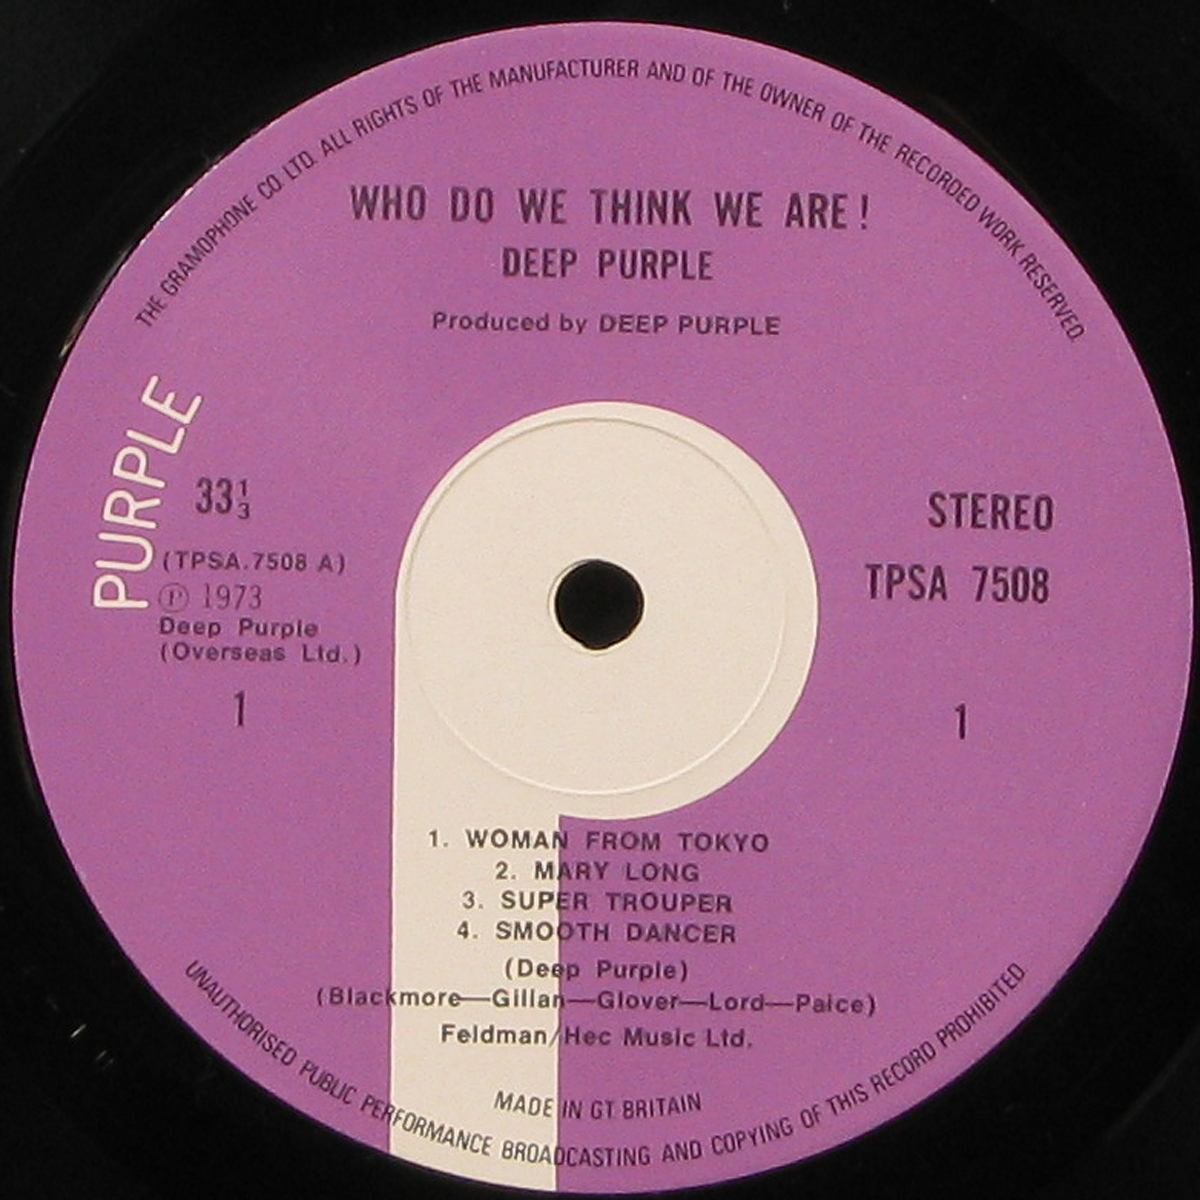 THE GRAMOPHONE CO. LTD. ALL RIGHTS OF THE MANUFACTURER AND OF THE OWNER OF THE RECORDED WORK RESERVED.
WHO DO WE THINK WE ARE!
DEEP PURPLE
Produced by DEEP PURPLE
PURPLE
33⅓
(TPSA.7508 A)
Ⓟ 1973
Deep Purple
(Overseas Ltd.)
1
STEREO
TPSA 7508
1
1. WOMAN FROM TOKYO
2. MARY LONG
3. SUPER TROUPER
4. SMOOTH DANCER
(Deep Purple)
(Blackmore—Gillan—Glover—Lord—Paice)
Feldman/Hec Music Ltd.
MADE IN GT BRITAIN
UNAUTHORISED PUBLIC PERFORMANCE BROADCASTING AND COPYING OF THIS RECORD PROHIBITED